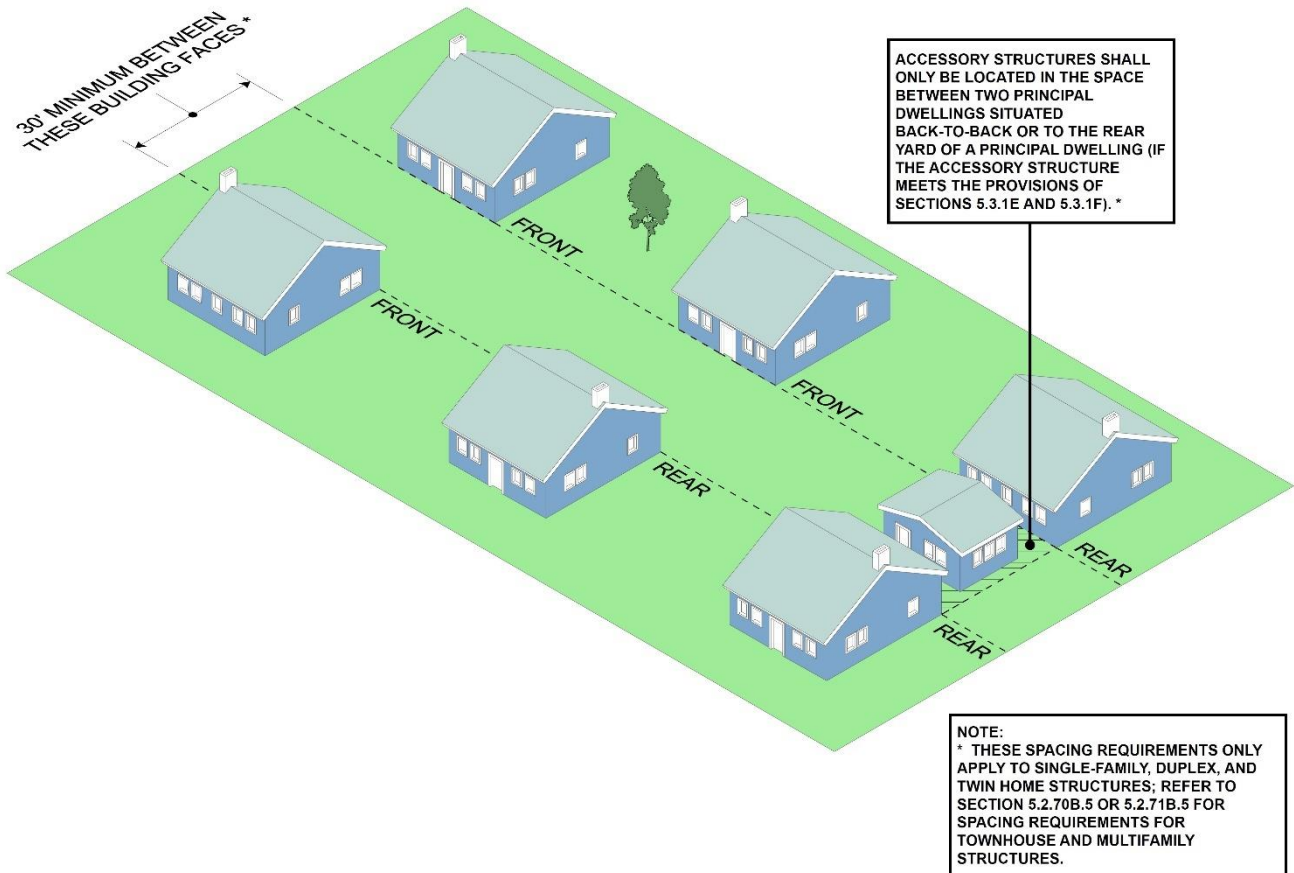 30' MINIMUM BETWEEN
THESE BUILDING FACES *
ACCESSORY STRUCTURES SHALL
ONLY BE LOCATED IN THE SPACE
BETWEEN TWO PRINCIPAL
DWELLINGS SITUATED
BACK-TO-BACK OR TO THE REAR
YARD OF A PRINCIPAL DWELLING (IF
THE ACCESSORY STRUCTURE
MEETS THE PROVISIONS OF
SECTIONS 5.3.1E AND 5.3.1F). *
FRONT
FRONT
FRONT
REAR
REAR
REAR
NOTE:
* THESE SPACING REQUIREMENTS ONLY
APPLY TO SINGLE-FAMILY, DUPLEX, AND
TWIN HOME STRUCTURES; REFER TO
SECTION 5.2.70B.5 OR 5.2.71B.5 FOR
SPACING REQUIREMENTS FOR
TOWNHOUSE AND MULTIFAMILY
STRUCTURES.